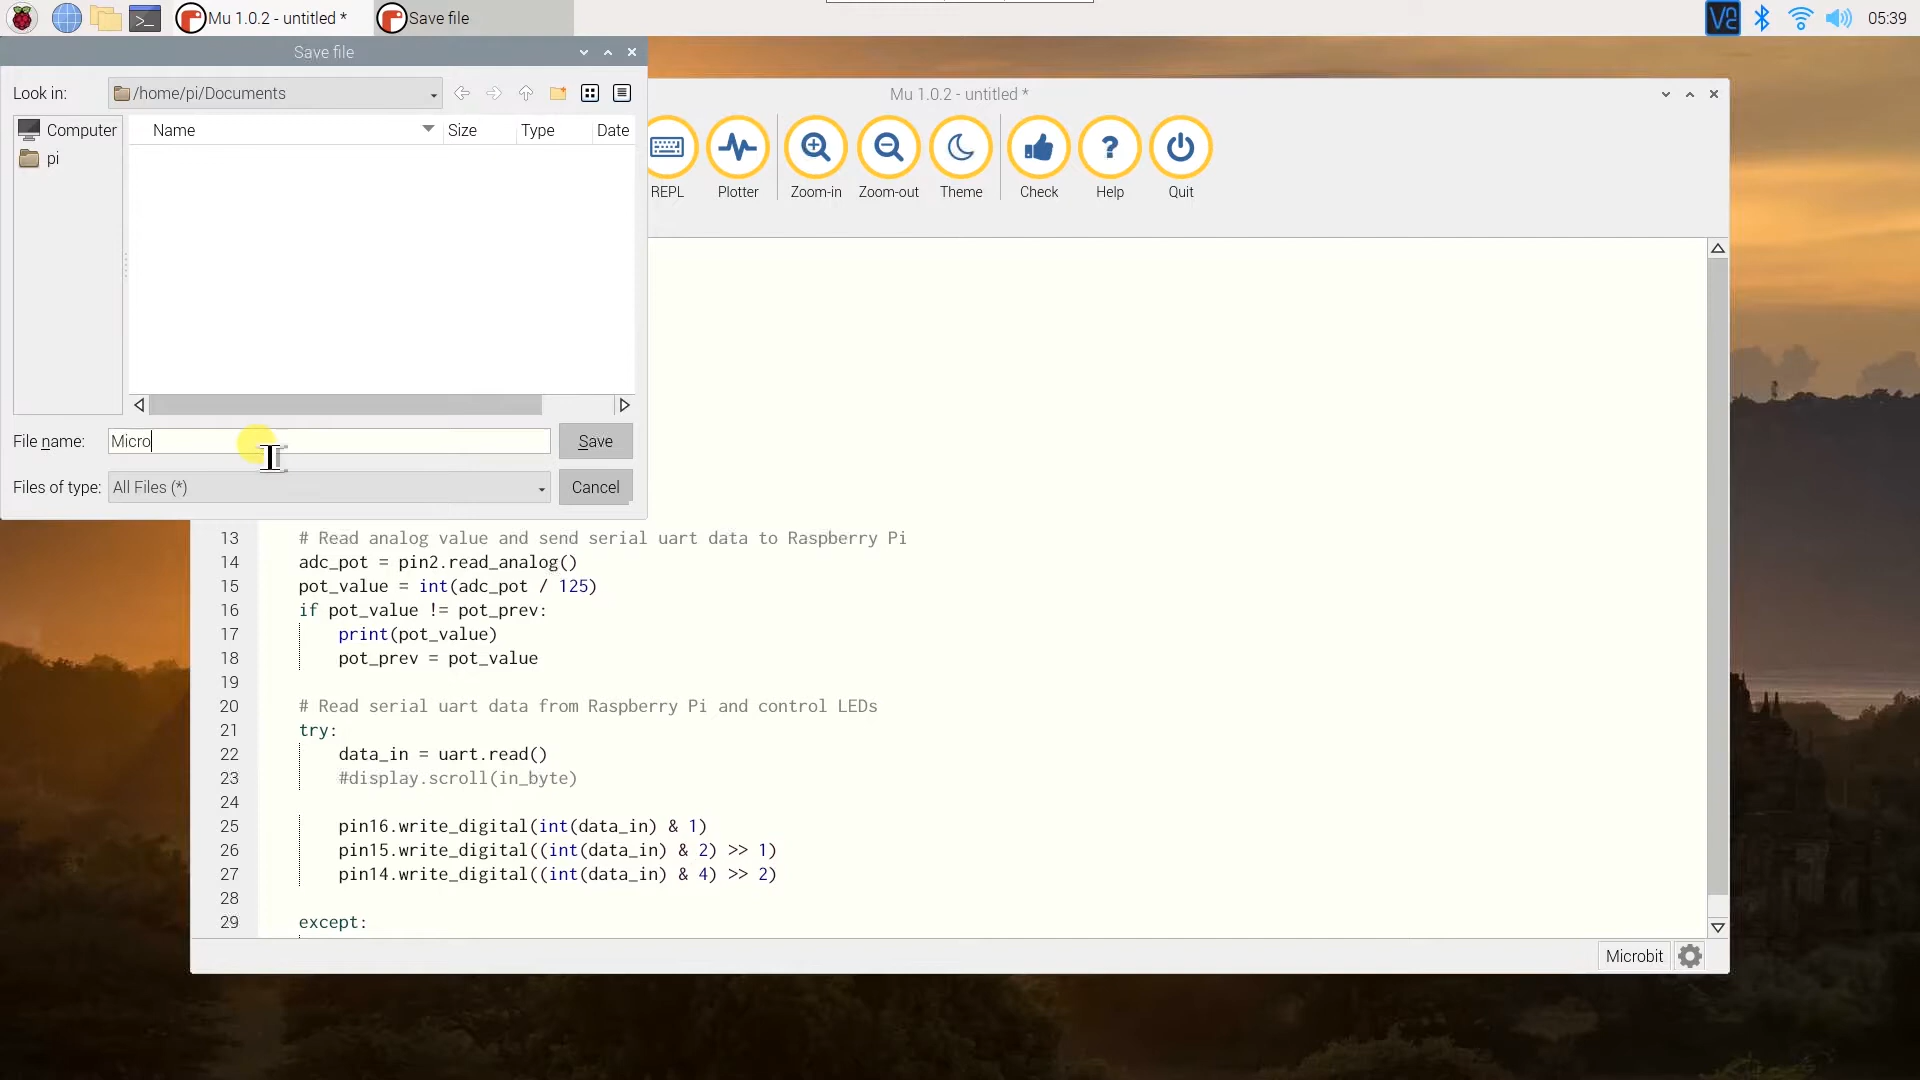 Mu 1.0.2 - untitled *
Save file
05:39
Save file
Look in:
/home/pi/Documents
Computer
pi
Name
Size
Type
Date
File name:
Micro
Save
Files of type:
All Files (*)
Cancel
Mu 1.0.2 - untitled *
REPL
Plotter
Zoom-in
Zoom-out
Theme
Check
Help
Quit
13 # Read analog value and send serial uart data to Raspberry Pi
14 adc_pot = pin2.read_analog()
15 pot_value = int(adc_pot / 125)
16 if pot_value != pot_prev:
17 print(pot_value)
18 pot_prev = pot_value
19
20 # Read serial uart data from Raspberry Pi and control LEDs
21 try:
22 data_in = uart.read()
23 #display.scroll(in_byte)
24
25 pin16.write_digital(int(data_in) & 1)
26 pin15.write_digital((int(data_in) & 2) >> 1)
27 pin14.write_digital((int(data_in) & 4) >> 2)
28
29 except:
Microbit